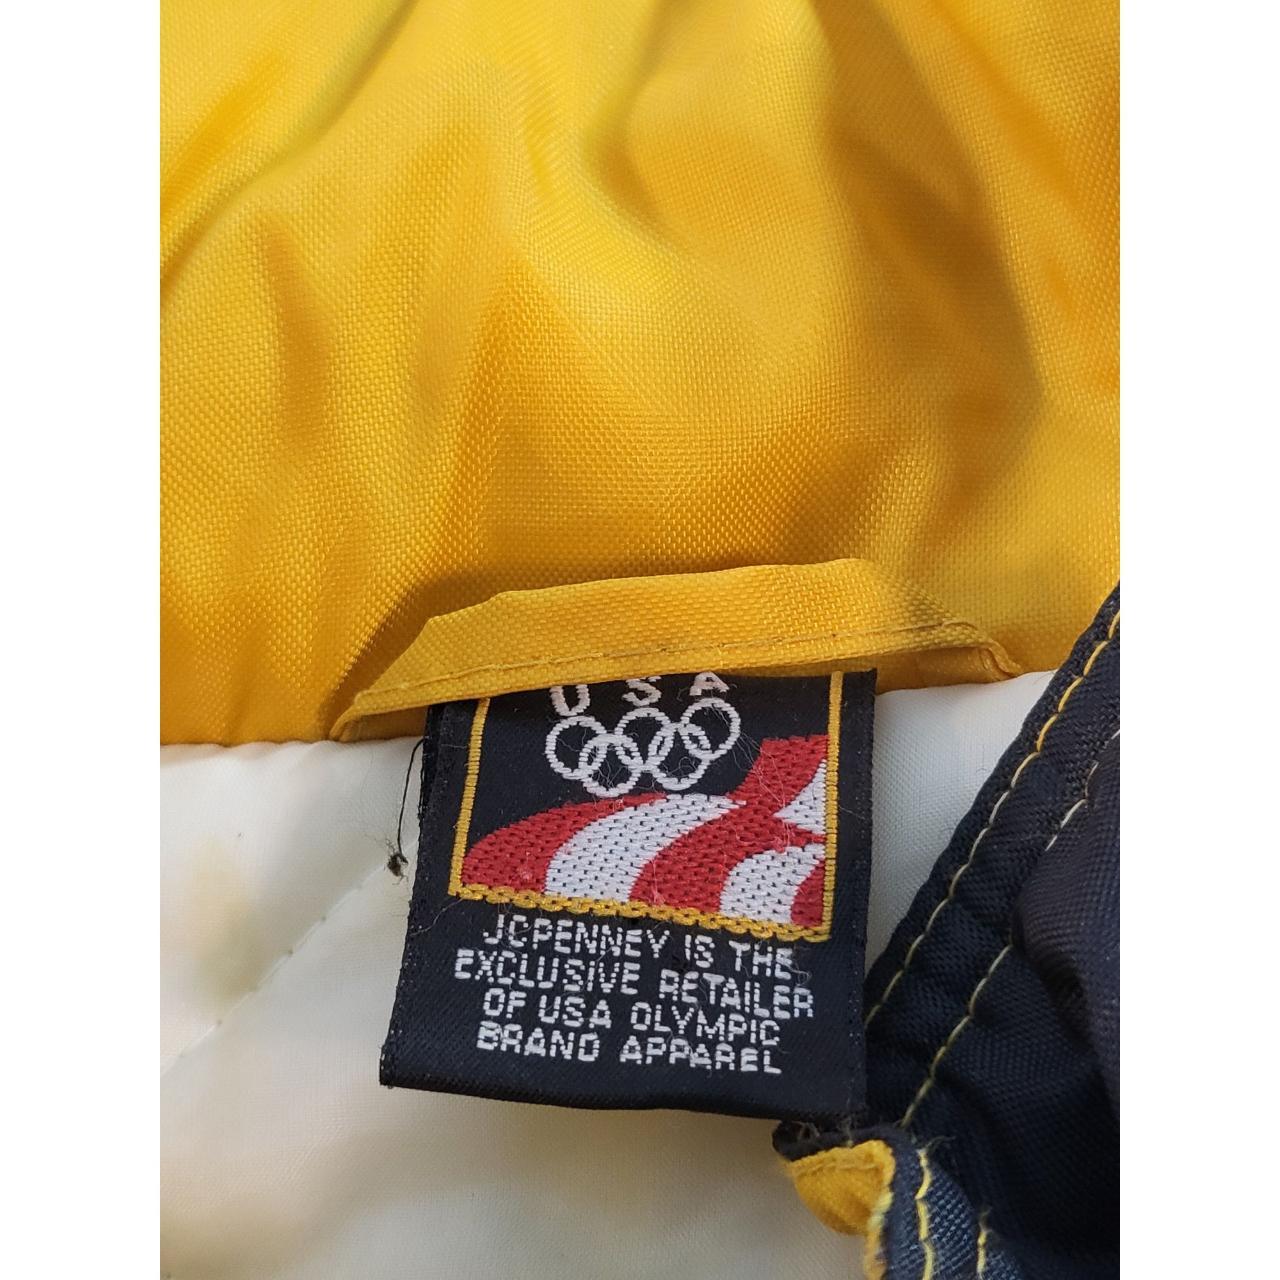 USA
JCPENNEY IS THE
EXCLUSIVE RETAILER
OF USA OLYMPIC
BRAND APPAREL